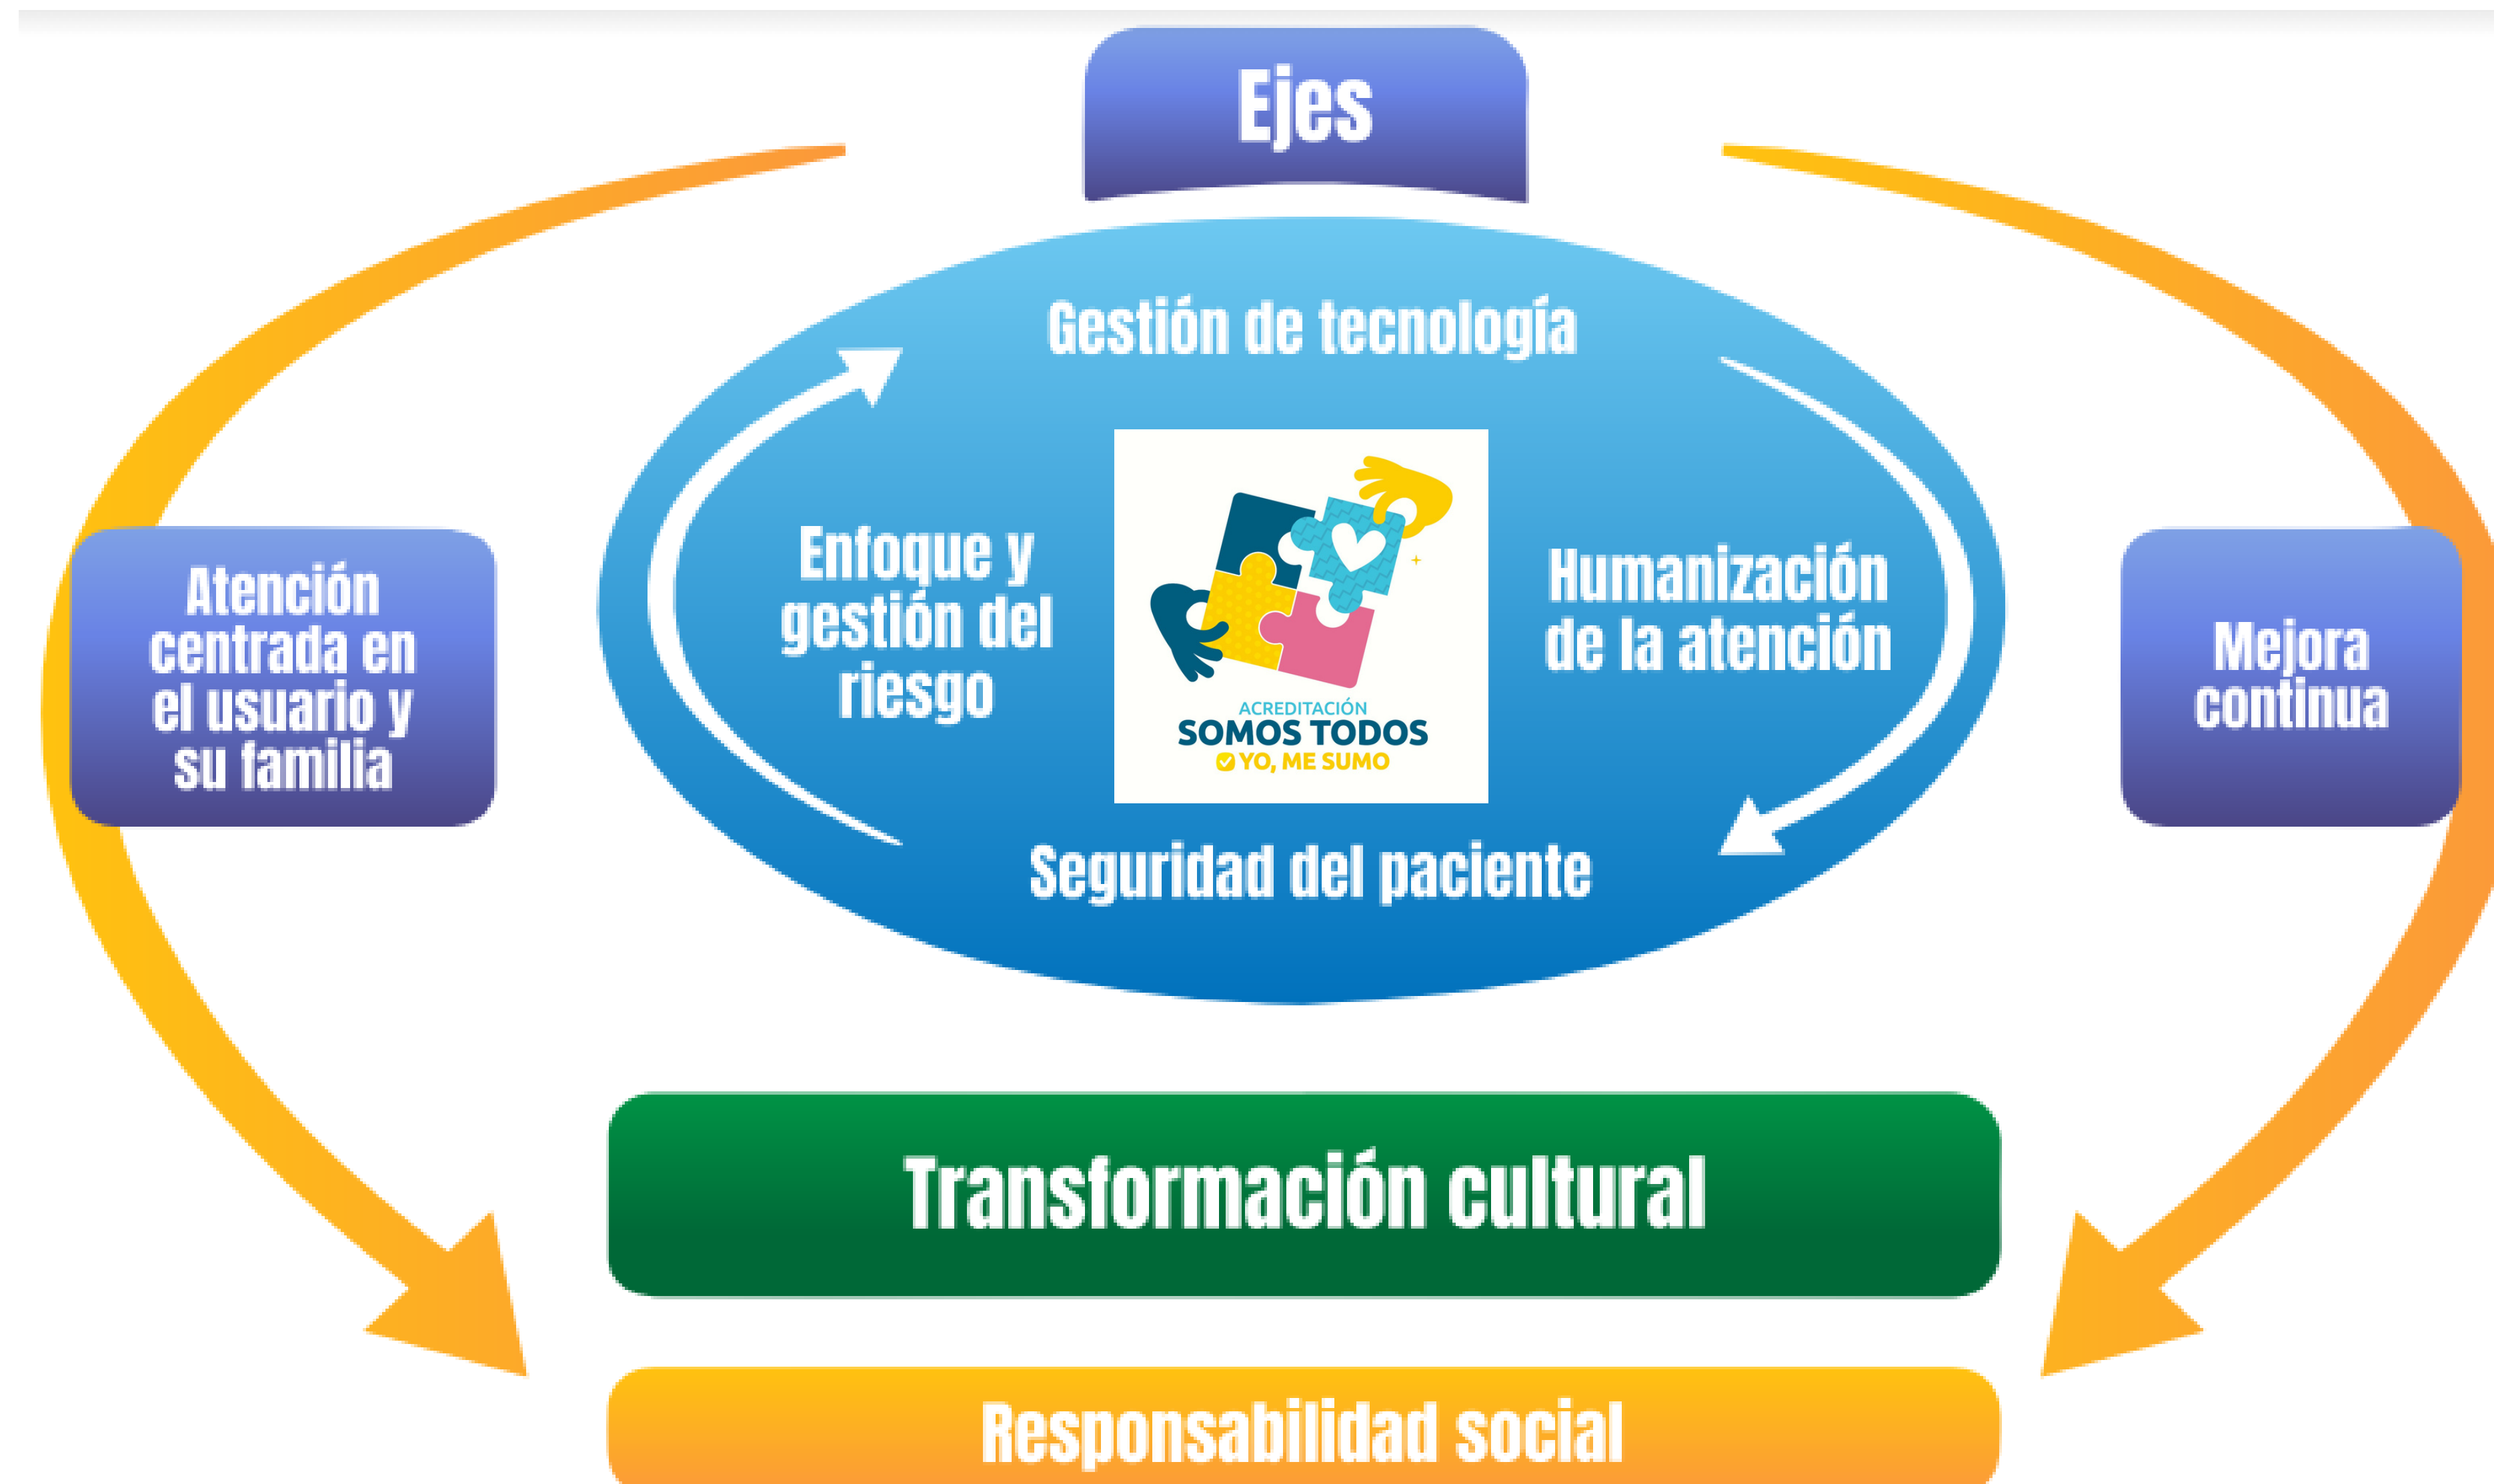 Ejes
Gestión de tecnología
Enfoque y
gestión del
riesgo
Humanización
de la atención
Seguridad del paciente
ACREDITACIÓN
SOMOS TODOS
YO, ME SUMO
Atención
centrada en
el usuario y
su familia
Mejora
continua
Transformación cultural
Responsabilidad social